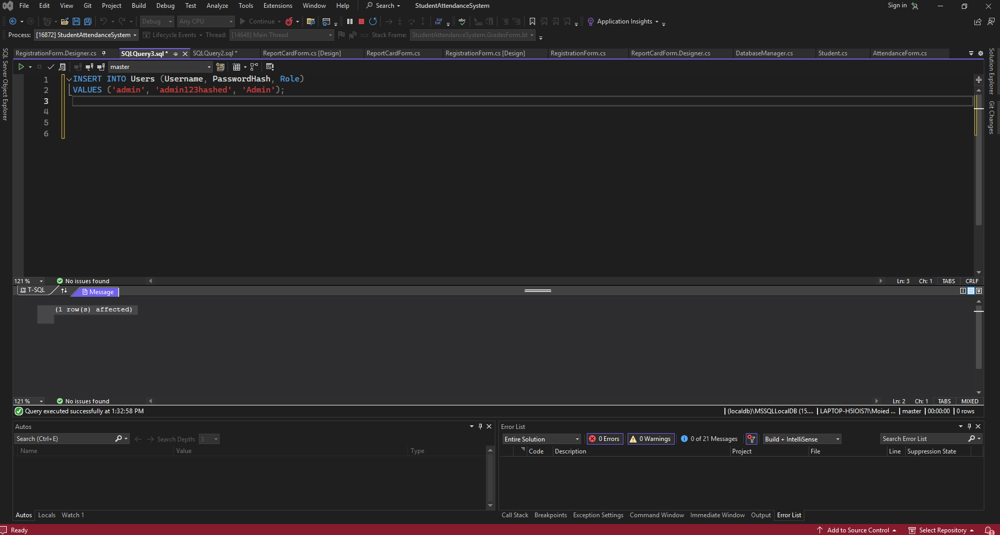 File Edit View Git Project Build Debug Test Analyze Tools Extensions Window Help Search StudentAttendanceSystem Sign in
Debug Any CPU Continue Application Insights
Process: [16872] StudentAttendanceSystem Lifecycle Events Thread: [14648] Main Thread Stack Frame: StudentAttendanceSystem.GradesForm.bt
RegistrationForm.Designer.cs SQLQuery3.sql * SQLQuery2.sql * ReportCardForm.cs [Design] ReportCardForm.cs RegistrationForm.cs [Design] RegistrationForm.cs ReportCardForm.Designer.cs DatabaseManager.cs Student.cs AttendanceForm.cs
SQL Server Object Explorer
Solution Explorer
Git Changes
master
1 INSERT INTO Users (Username, PasswordHash, Role)
2 VALUES ('admin', 'admin123hashed', 'Admin');
3
4
5
6
121 % No issues found Ln: 3 Ch: 1 TABS CRLF
T-SQL Message
(1 row(s) affected)
121 % No issues found Ln: 2 Ch: 1 TABS MIXED
Query executed successfully at 1:32:58 PM (localdb)\MSSQLLocalDB (15.... LAPTOP-H5IOIS7I\Moied ... master 00:00:00 0 rows
Autos
Search (Ctrl+E) Search Depth: 3
Name Value Type
Autos Locals Watch 1
Error List
Entire Solution 0 Errors 0 Warnings 0 of 21 Messages Build + IntelliSense Search Error List
Code Description Project File Line Suppression State
Call Stack Breakpoints Exception Settings Command Window Immediate Window Output Error List
Ready Add to Source Control Select Repository 1